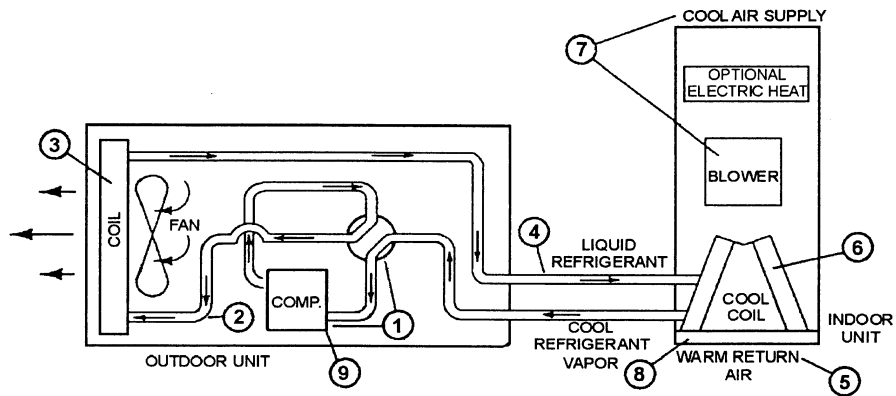 COOL AIR SUPPLY
7
OPTIONAL
ELECTRIC HEAT
3
BLOWER
COIL
FAN
4
LIQUID
REFRIGERANT
6
COMP.
COOL
COIL
2
1
COOL
REFRIGERANT
VAPOR
INDOOR
UNIT
OUTDOOR UNIT
9
8
WARM RETURN
AIR
5